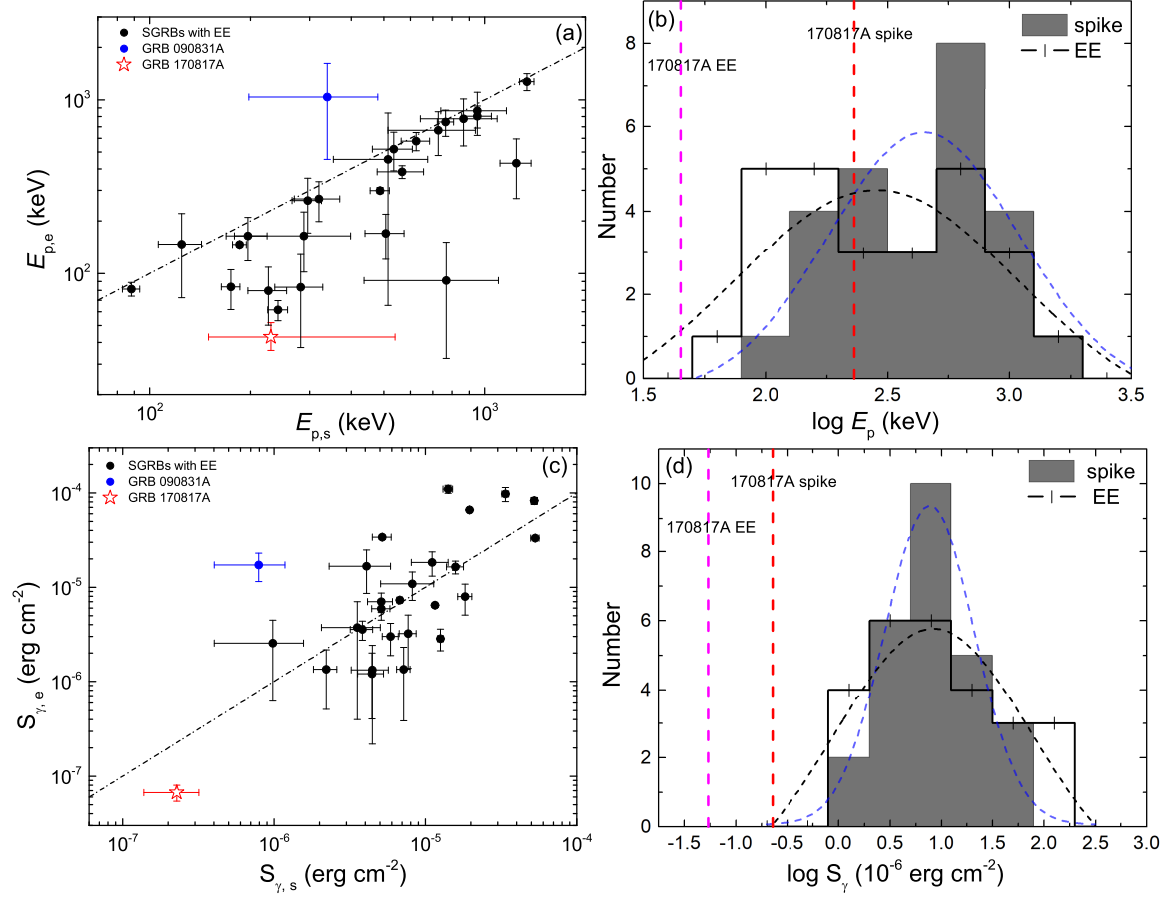 (a)
SGRBs with EE
GRB 090831A
GRB 170817A
10³
10²
E_p,e (keV)
10² 10³
E_p,s (keV)
(b)
spike
EE
170817A spike
170817A EE
8
6
4
2
0
Number
1.5 2.0 2.5 3.0 3.5
log E_p (keV)
(c)
SGRBs with EE
GRB 090831A
GRB 170817A
10⁻⁴
10⁻⁵
10⁻⁶
10⁻⁷
S_γ, e (erg cm⁻²)
10⁻⁷ 10⁻⁶ 10⁻⁵ 10⁻⁴
S_γ, s (erg cm⁻²)
(d)
spike
EE
170817A spike
170817A EE
10
8
6
4
2
0
Number
-1.5 -1.0 -0.5 0.0 0.5 1.0 1.5 2.0 2.5 3.0
log S_γ (10⁻⁶ erg cm⁻²)